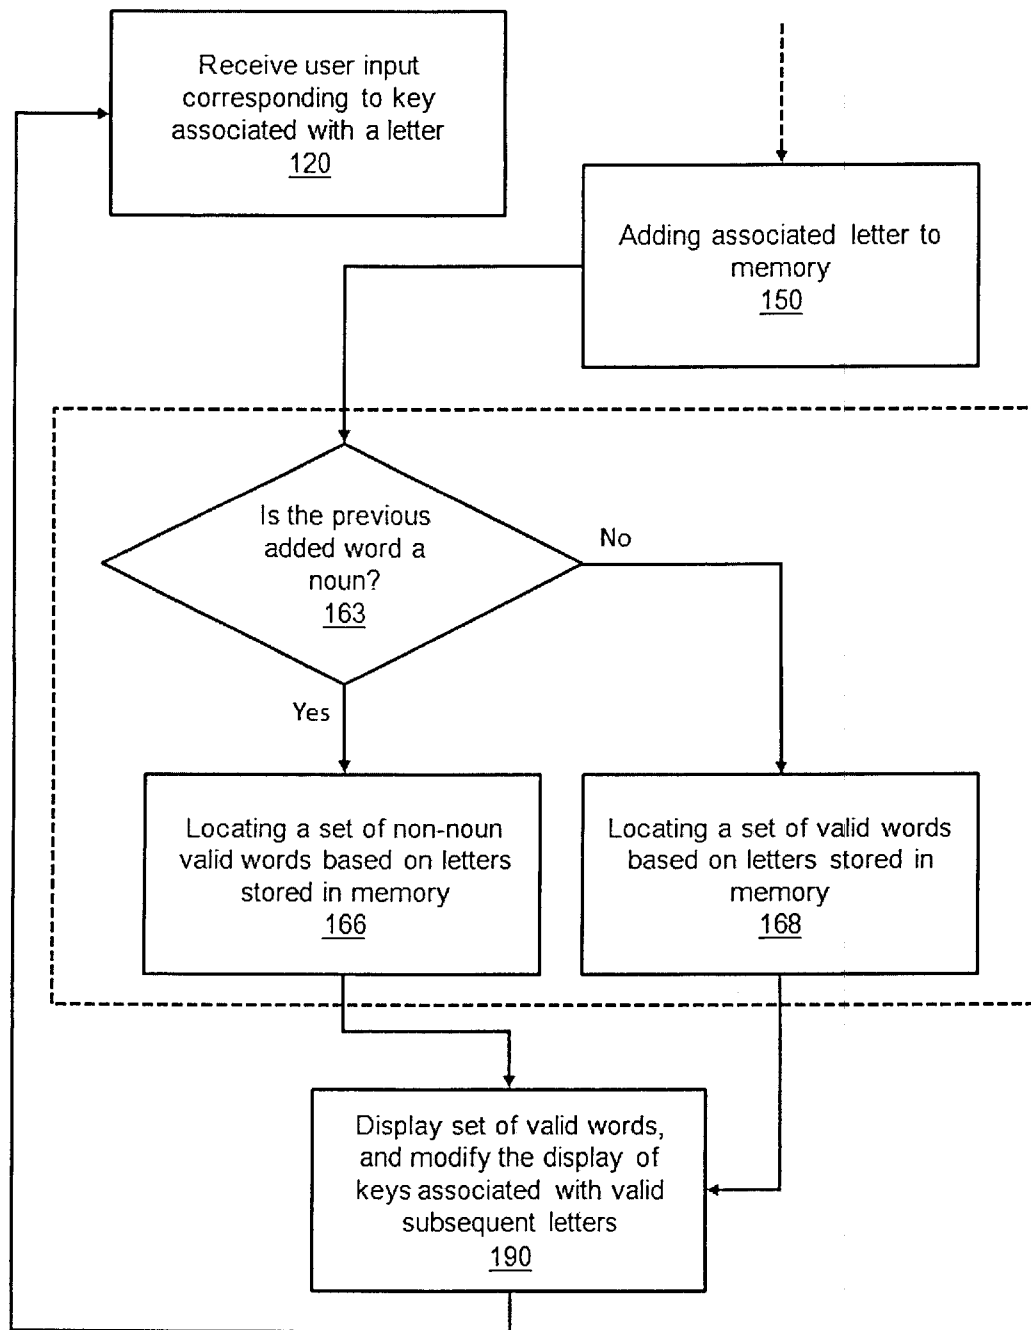 Receive user input
corresponding to key
associated with a letter
120
Adding associated letter to
memory
150
Is the previous
added word a
noun?
163
No
Yes
Locating a set of non-noun
valid words based on letters
stored in memory
166
Locating a set of valid words
based on letters stored in
memory
168
Display set of valid words,
and modify the display of
keys associated with valid
subsequent letters
190